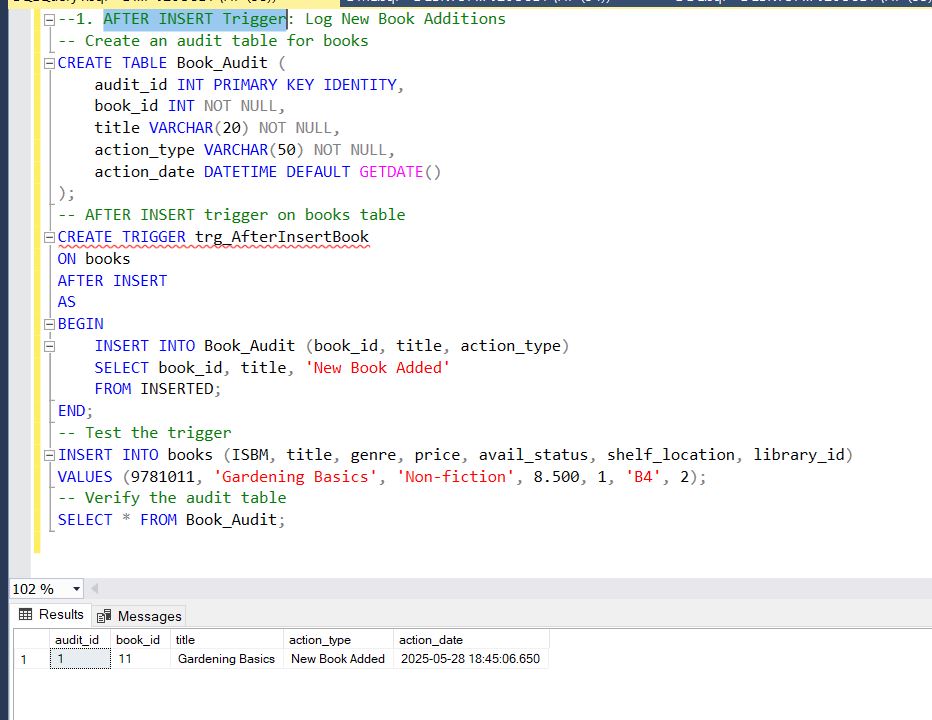 --1. AFTER INSERT Trigger: Log New Book Additions
-- Create an audit table for books
CREATE TABLE Book_Audit (
    audit_id INT PRIMARY KEY IDENTITY,
    book_id INT NOT NULL,
    title VARCHAR(20) NOT NULL,
    action_type VARCHAR(50) NOT NULL,
    action_date DATETIME DEFAULT GETDATE()
);
-- AFTER INSERT trigger on books table
CREATE TRIGGER trg_AfterInsertBook
ON books
AFTER INSERT
AS
BEGIN
    INSERT INTO Book_Audit (book_id, title, action_type)
    SELECT book_id, title, 'New Book Added'
    FROM INSERTED;
END;
-- Test the trigger
INSERT INTO books (ISBM, title, genre, price, avail_status, shelf_location, library_id)
VALUES (9781011, 'Gardening Basics', 'Non-fiction', 8.500, 1, 'B4', 2);
-- Verify the audit table
SELECT * FROM Book_Audit;
102 %
Results Messages
audit_id book_id title action_type action_date
1 1 11 Gardening Basics New Book Added 2025-05-28 18:45:06.650